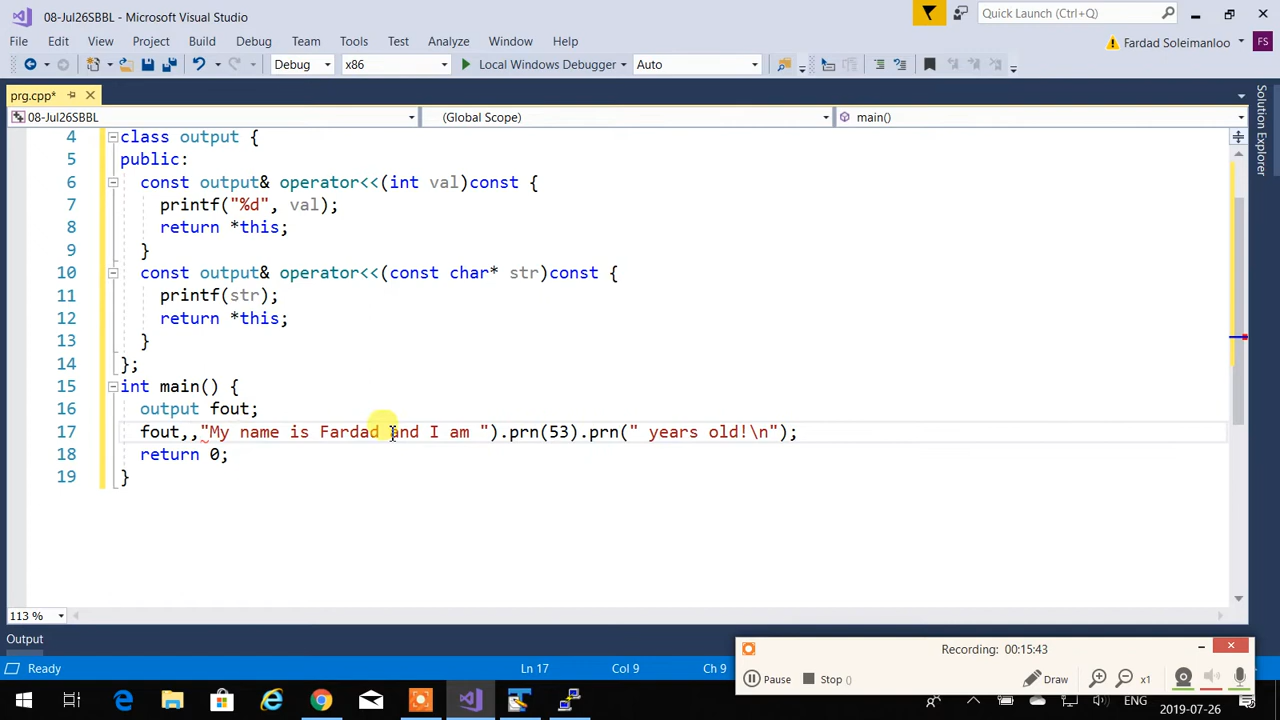 08-Jul26SBBL - Microsoft Visual Studio
Quick Launch (Ctrl+Q)
File Edit View Project Build Debug Team Tools Test Analyze Window Help
Fardad Soleimanloo FS
Debug x86 Local Windows Debugger Auto
prg.cpp*
08-Jul26SBBL (Global Scope) main()
Solution Explorer
4 class output {
5 public:
6 const output& operator<<(int val)const {
7 printf("%d", val);
8 return *this;
9 }
10 const output& operator<<(const char* str)const {
11 printf(str);
12 return *this;
13 }
14 };
15 int main() {
16 output fout;
17 fout,,"My name is Fardad and I am ").prn(53).prn(" years old!\n");
18 return 0;
19 }
113 %
Output
Recording: 00:15:43
Ready Ln 17 Col 9 Ch 9
Pause Stop () Draw x1
ENG
2019-07-26